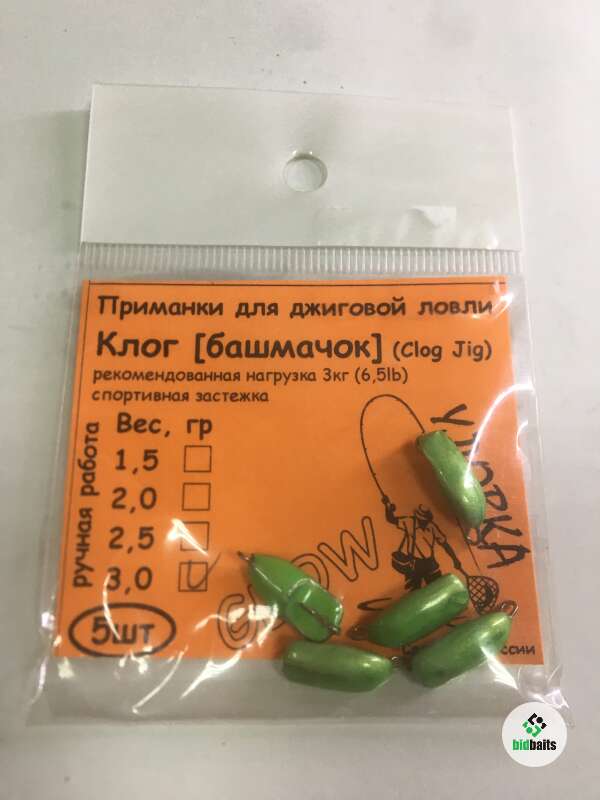 Приманки для джиговой ловли
Клог [башмачок] (Clog Jig)
рекомендованная нагрузка 3кг (6,5lb)
спортивная застежка
ручная работа
Вес, гр
1,5
2,0
2,5
3,0
5шт
GLOW
bidbaits